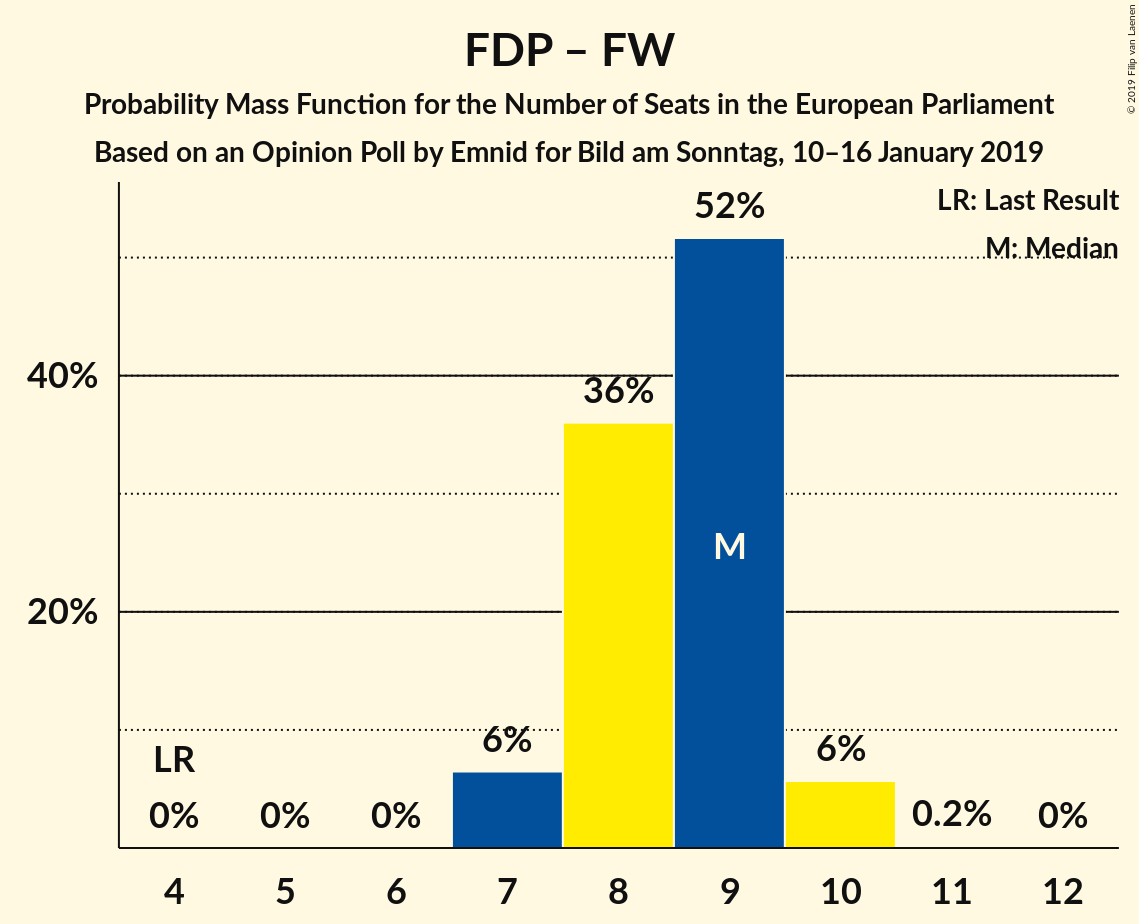 FDP – FW
Probability Mass Function for the Number of Seats in the European Parliament
Based on an Opinion Poll by Emnid for Bild am Sonntag, 10–16 January 2019
© 2019 Filip van Laenen
LR: Last Result
M: Median
52%
40%
36%
M
20%
6%
6%
LR
0%
0%
0%
0.2%
0%
4
5
6
7
8
9
10
11
12